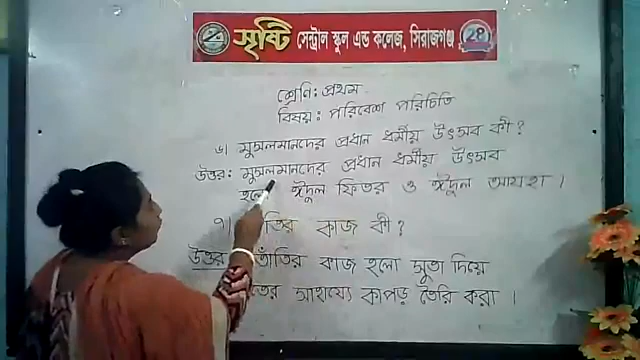 সৃষ্টি সেন্ট্রাল স্কুল এন্ড কলেজ, সিরাজগঞ্জ 28
শ্রেণি: প্রথম
বিষয়: পরিবেশ পরিচিতি
৬। মুসলমানদের প্রধান ধর্মীয় উৎসব কী?
উত্তর: মুসলমানদের প্রধান ধর্মীয় উৎসব
হলো ঈদুল ফিতর ও ঈদুল আযহা।
৭। কাজ কী?
উত্তর তাঁতির কাজ হলো সুতা দিয়ে
সাহায্যে কাপড় তৈরি করা।